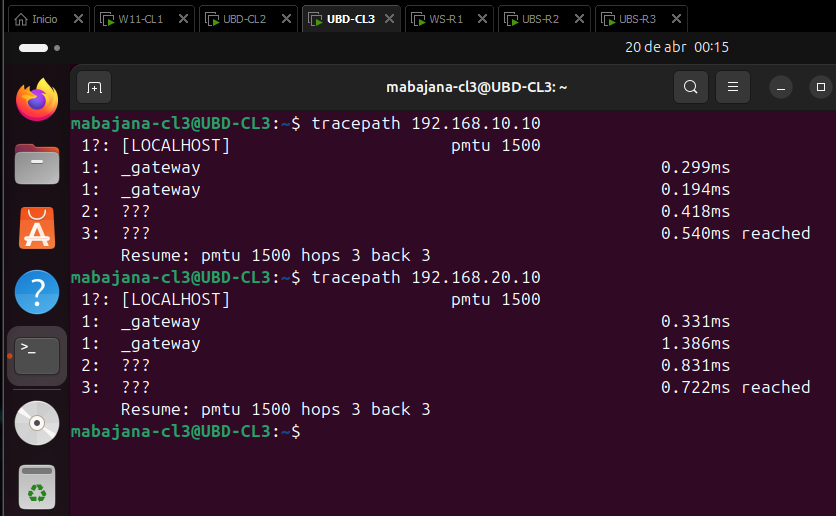 Inicio W11-CL1 UBD-CL2 UBD-CL3 WS-R1 UBS-R2 UBS-R3
20 de abr 00:15
mabajana-cl3@UBD-CL3: ~
mabajana-cl3@UBD-CL3:~$ tracepath 192.168.10.10
1?: [LOCALHOST] pmtu 1500
1: _gateway 0.299ms
1: _gateway 0.194ms
2: ??? 0.418ms
3: ??? 0.540ms reached
Resume: pmtu 1500 hops 3 back 3
mabajana-cl3@UBD-CL3:~$ tracepath 192.168.20.10
1?: [LOCALHOST] pmtu 1500
1: _gateway 0.331ms
1: _gateway 1.386ms
2: ??? 0.831ms
3: ??? 0.722ms reached
Resume: pmtu 1500 hops 3 back 3
mabajana-cl3@UBD-CL3:~$